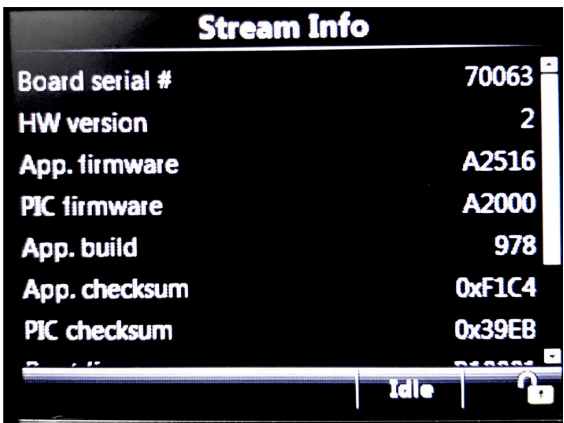 Stream Info
Board serial # 70063
HW version 2
App. firmware A2516
PIC firmware A2000
App. build 978
App. checksum 0xF1C4
PIC checksum 0x39EB
Idle